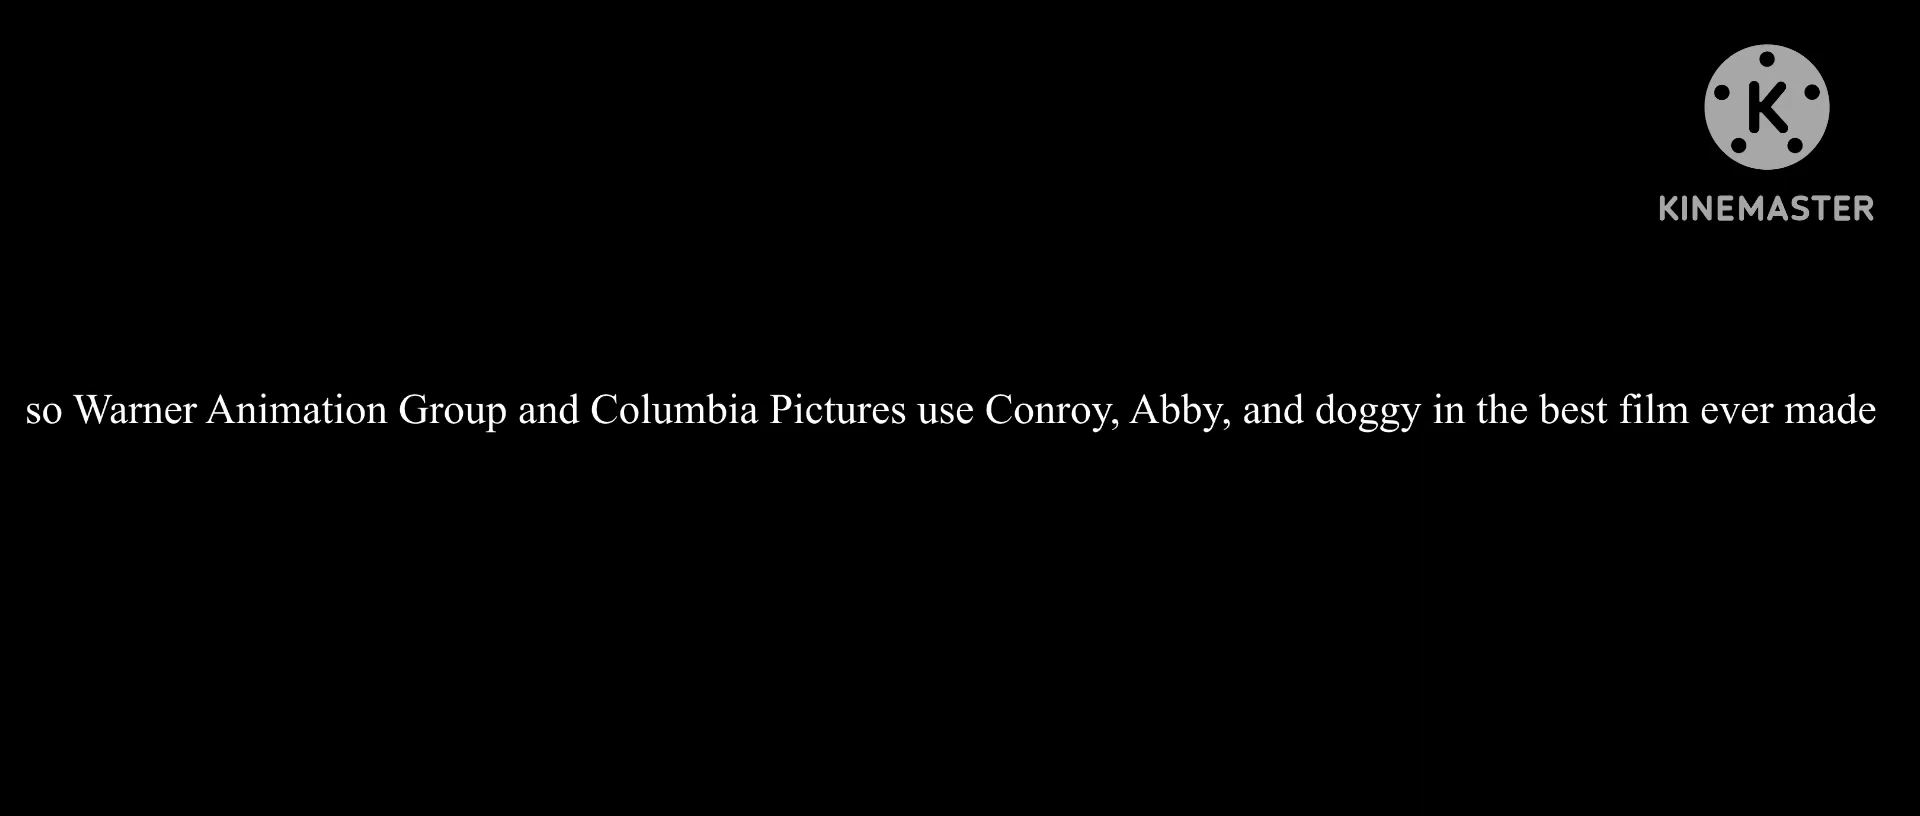 K
KINEMASTER
so Warner Animation Group and Columbia Pictures use Conroy, Abby, and doggy in the best film ever made